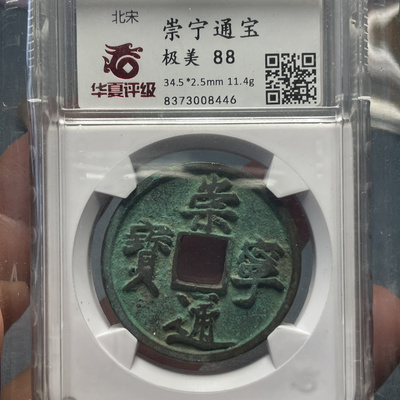 北宋
华夏评级
崇宁通宝
极美 88
34.5*2.5mm 11.4g
8373008446
崇
寧
通
寳